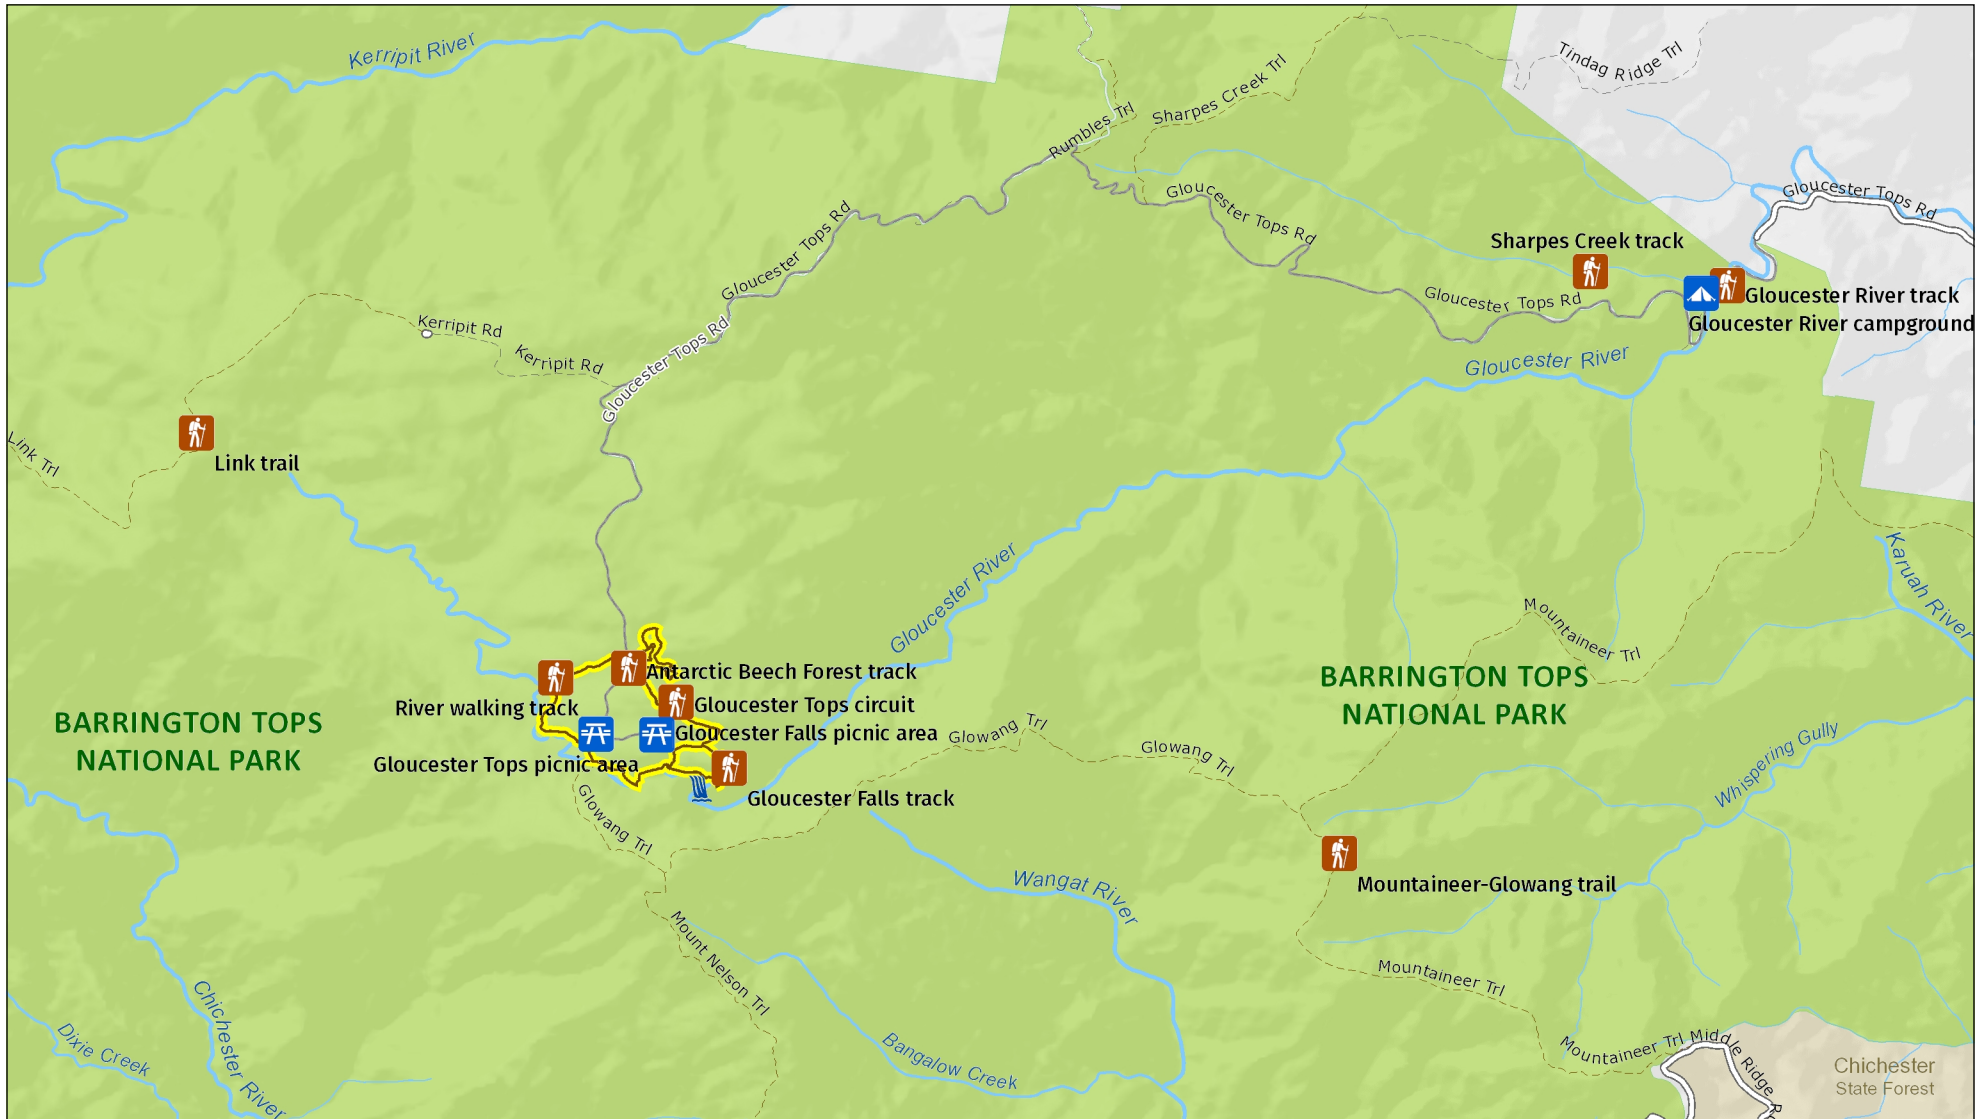 Kerripit River
Tindag Ridge Trl
Sharpes Creek Trl
Rumbles Trl
Gloucester Tops Rd
Gloucester Tops Rd
Gloucester Tops Rd
Sharpes Creek track
Gloucester Tops Rd
Gloucester River track
Gloucester River campground
Kerripit Rd
Kerripit Rd
Gloucester Tops Rd
Gloucester River
Link Trl
Link trail
Karuah River
Gloucester River
Mountaineer Trl
Antarctic Beech Forest track
River walking track
Gloucester Tops circuit
Gloucester Falls picnic area
Gloucester Tops picnic area
Gloucester Falls track
BARRINGTON TOPS
NATIONAL PARK
BARRINGTON TOPS
NATIONAL PARK
Glowang Trl
Glowang Trl
Glowang Trl
Whispering Gully
Wangat River
Mountaineer-Glowang trail
Mount Nelson Trl
Mountaineer Trl
Chichester River
Dixie Creek
Bangalow Creek
Mountaineer Trl
Middle Ridge R
Chichester
State Forest